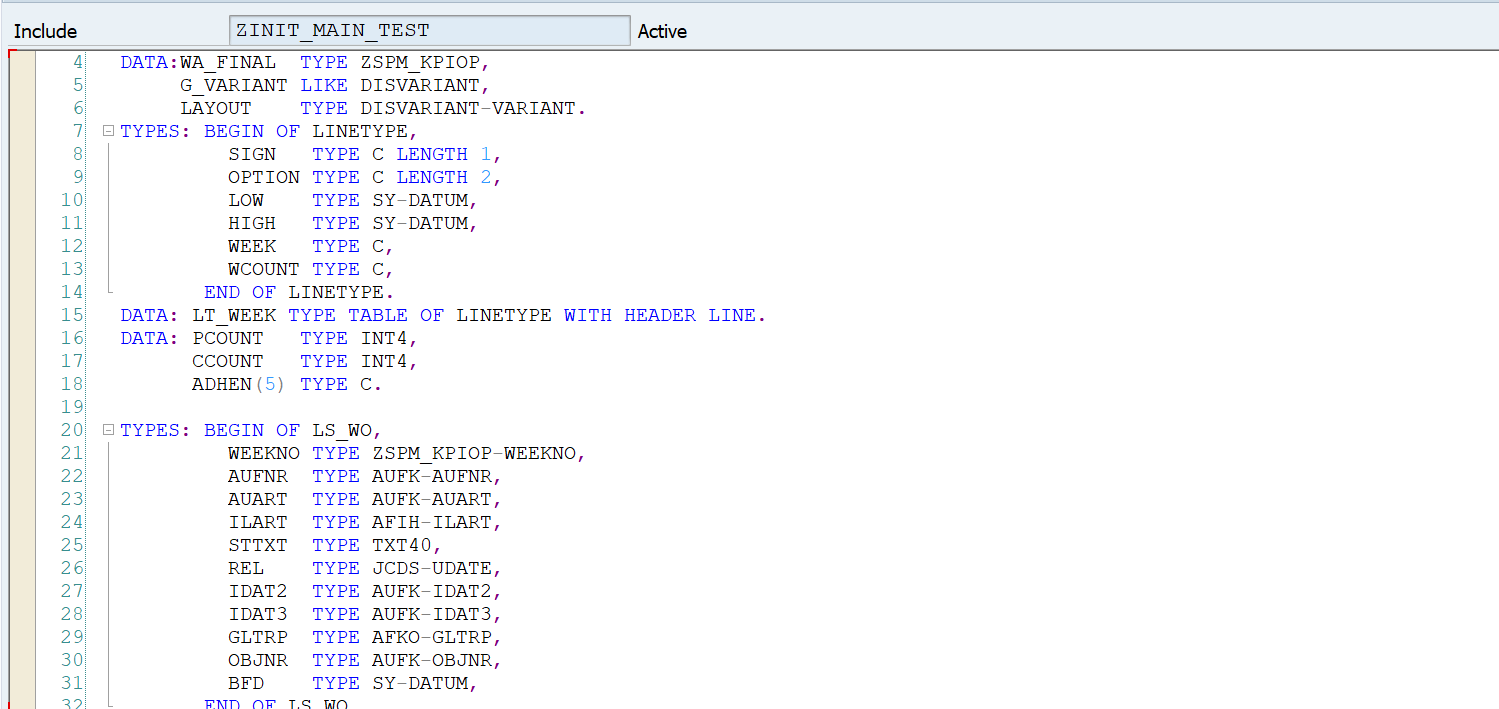 Include ZINIT_MAIN_TEST Active
4 DATA:WA_FINAL TYPE ZSPM_KPIOP,
5 G_VARIANT LIKE DISVARIANT,
6 LAYOUT TYPE DISVARIANT-VARIANT.
7 TYPES: BEGIN OF LINETYPE,
8 SIGN TYPE C LENGTH 1,
9 OPTION TYPE C LENGTH 2,
10 LOW TYPE SY-DATUM,
11 HIGH TYPE SY-DATUM,
12 WEEK TYPE C,
13 WCOUNT TYPE C,
14 END OF LINETYPE.
15 DATA: LT_WEEK TYPE TABLE OF LINETYPE WITH HEADER LINE.
16 DATA: PCOUNT TYPE INT4,
17 CCOUNT TYPE INT4,
18 ADHEN(5) TYPE C.
19
20 TYPES: BEGIN OF LS_WO,
21 WEEKNO TYPE ZSPM_KPIOP-WEEKNO,
22 AUFNR TYPE AUFK-AUFNR,
23 AUART TYPE AUFK-AUART,
24 ILART TYPE AFIH-ILART,
25 STTXT TYPE TXT40,
26 REL TYPE JCDS-UDATE,
27 IDAT2 TYPE AUFK-IDAT2,
28 IDAT3 TYPE AUFK-IDAT3,
29 GLTRP TYPE AFKO-GLTRP,
30 OBJNR TYPE AUFK-OBJNR,
31 BFD TYPE SY-DATUM,
32 END OF LS_WO